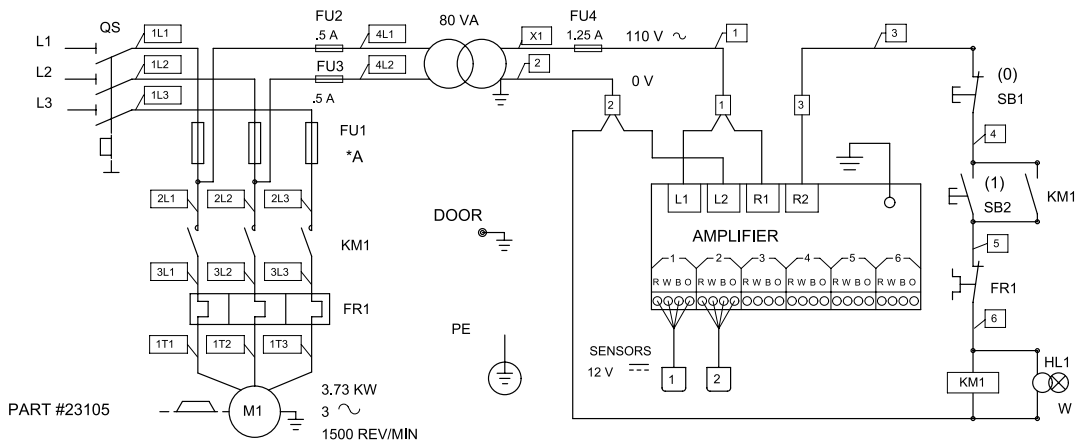 QS
L1
L2
L3
1L1
1L2
1L3
FU2
.5 A
4L1
FU3
4L2
.5 A
80 VA
X1
2
FU4
1.25 A
110 V ~
1
0 V
3
2
1
3
FU1
*A
2L1
2L2
2L3
KM1
3L1
3L2
3L3
FR1
1T1
1T2
1T3
PART #23105
M1
3.73 KW
3 ~
1500 REV/MIN
DOOR
PE
L1
L2
R1
R2
AMPLIFIER
1
2
3
4
5
6
R W B O
R W B O
R W B O
R W B O
R W B O
R W B O
SENSORS
12 V
1
2
(0)
SB1
4
(1)
SB2
KM1
5
FR1
6
KM1
HL1
W